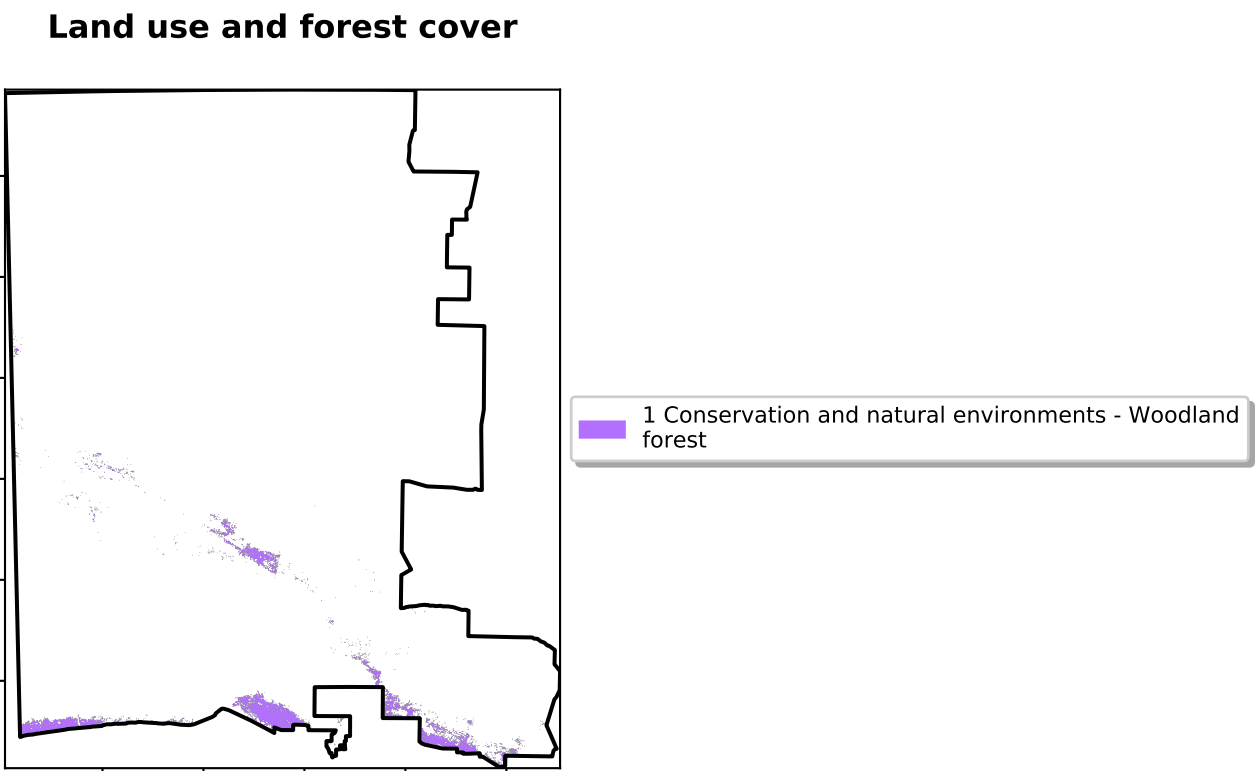 Land use and forest cover
1 Conservation and natural environments - Woodland
forest